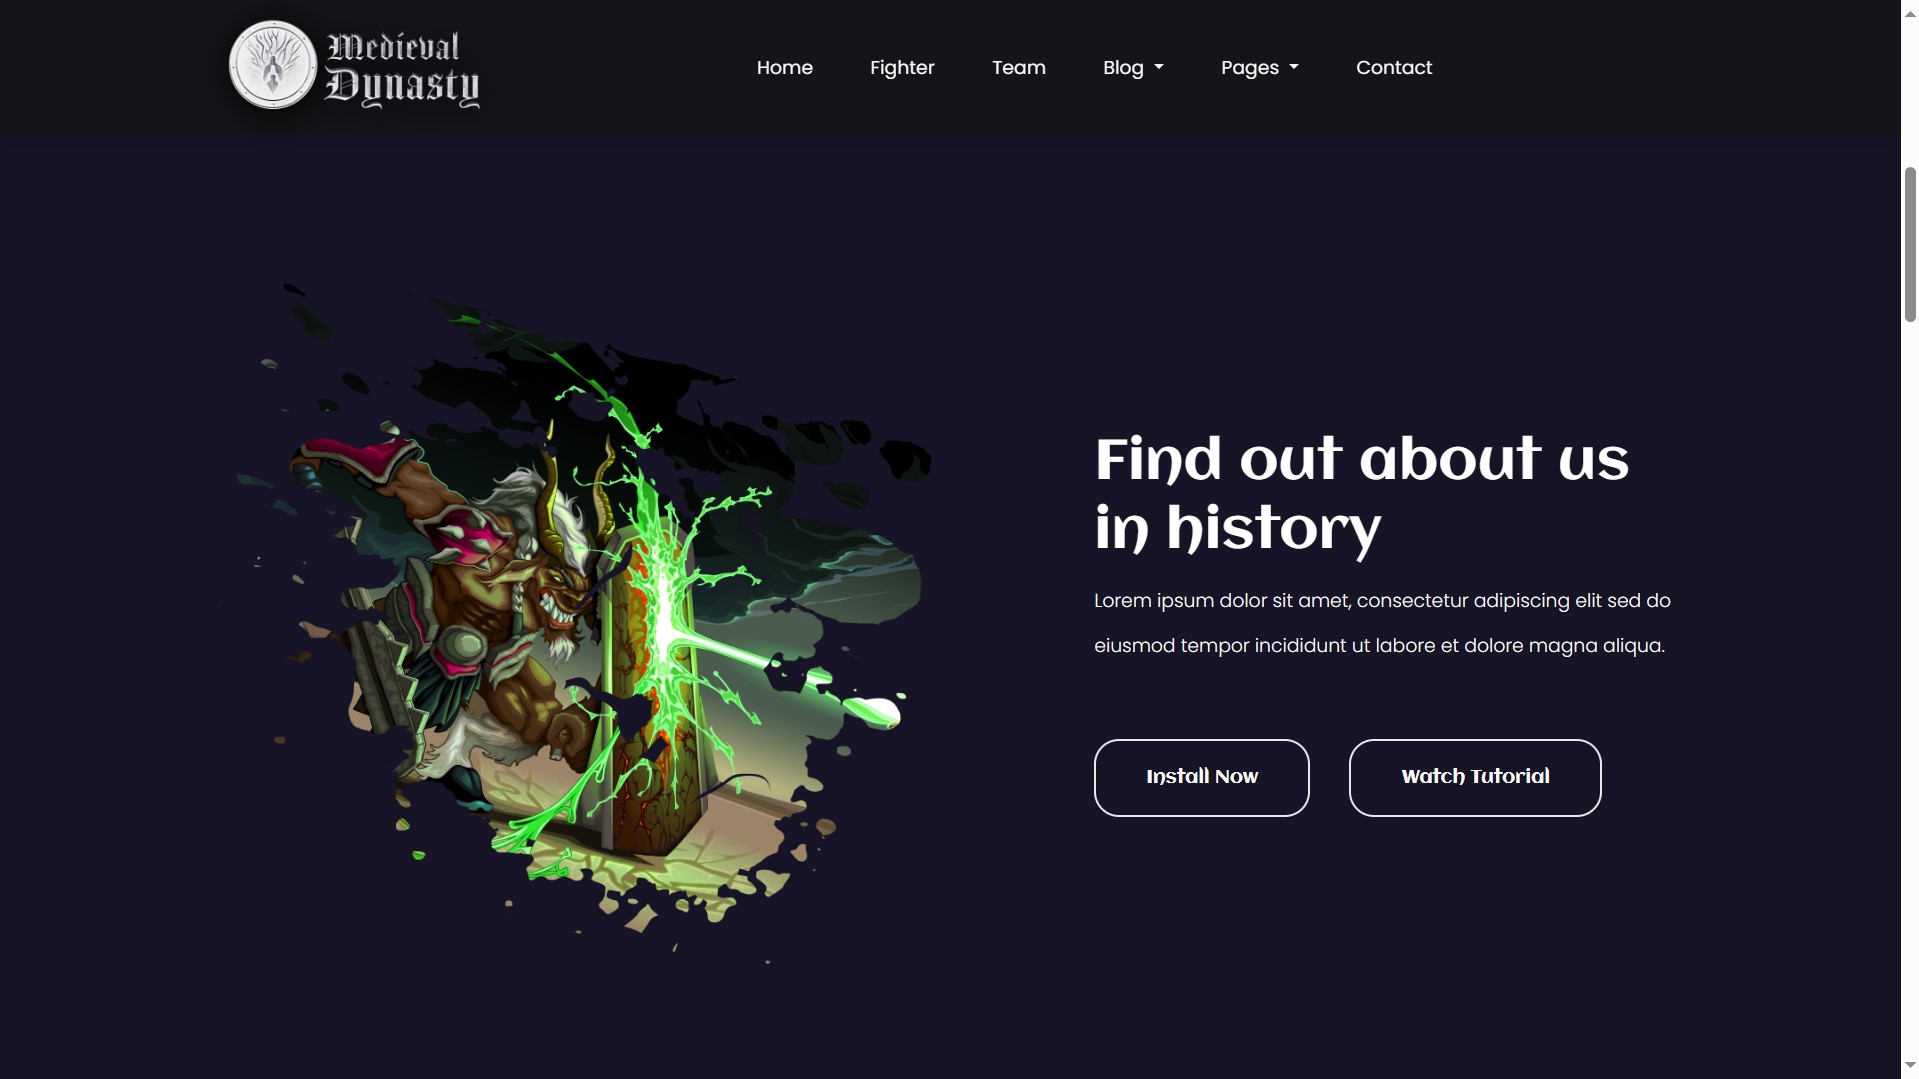 Medieval
Dynasty
Home
Fighter
Team
Blog
Pages
Contact
Find out about us
in history
Lorem ipsum dolor sit amet, consectetur adipiscing elit sed do
eiusmod tempor incididunt ut labore et dolore magna aliqua.
Install Now
Watch Tutorial